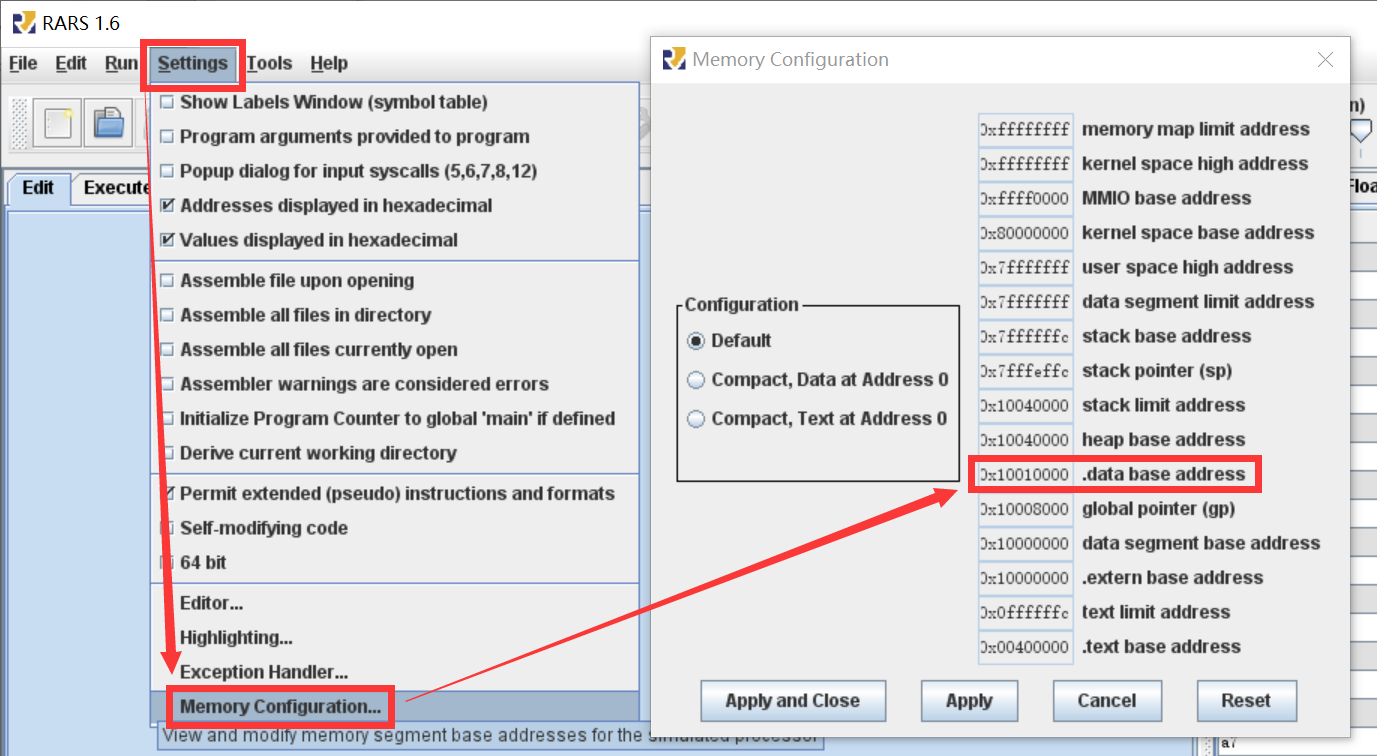 RARS 1.6
File Edit Run Settings Tools Help
Show Labels Window (symbol table)
Program arguments provided to program
Popup dialog for input syscalls (5,6,7,8,12)
Addresses displayed in hexadecimal
Values displayed in hexadecimal
Assemble file upon opening
Assemble all files in directory
Assemble all files currently open
Assembler warnings are considered errors
Initialize Program Counter to global 'main' if defined
Derive current working directory
Permit extended (pseudo) instructions and formats
Self-modifying code
64 bit
Editor...
Highlighting...
Exception Handler...
Memory Configuration...
View and modify memory segment base addresses for the simulated processor
Edit Execute
Memory Configuration
Configuration
Default
Compact, Data at Address 0
Compact, Text at Address 0
0xffffffff memory map limit address
0xffffffff kernel space high address
0xffff0000 MMIO base address
0x80000000 kernel space base address
0x7fffffff user space high address
0x7fffffff data segment limit address
0x7ffffffc stack base address
0x7fffeffc stack pointer (sp)
0x10040000 stack limit address
0x10040000 heap base address
0x10010000 .data base address
0x10008000 global pointer (gp)
0x10000000 data segment base address
0x10000000 .extern base address
0x0ffffffc text limit address
0x00400000 .text base address
Apply and Close Apply Cancel Reset
n)
Floa
a7